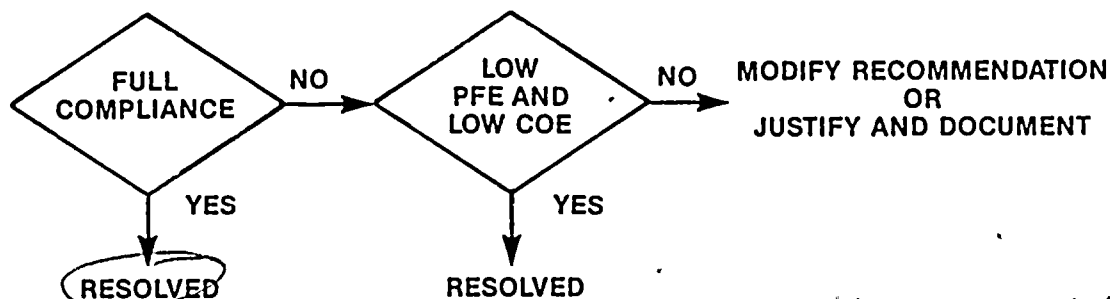 FULL
COMPLIANCE
NO
LOW
PFE AND
LOW COE
NO
MODIFY RECOMMENDATION
OR
JUSTIFY AND DOCUMENT
YES
YES
RESOLVED
RESOLVED